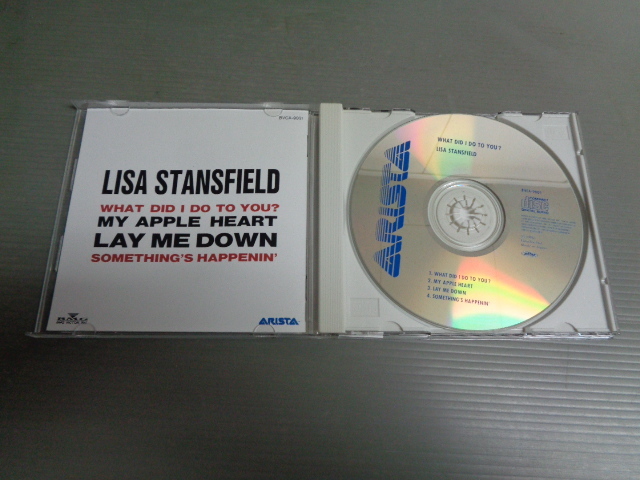 LISA STANSFIELD
WHAT DID I DO TO YOU?
MY APPLE HEART
LAY ME DOWN
SOMETHING'S HAPPENIN'
BMG
ARISTA
WHAT DID I DO TO YOU?
LISA STANSFIELD
ARISTA
1. WHAT DID I DO TO YOU?
2. MY APPLE HEART
3. LAY ME DOWN
4. SOMETHING'S HAPPENIN'